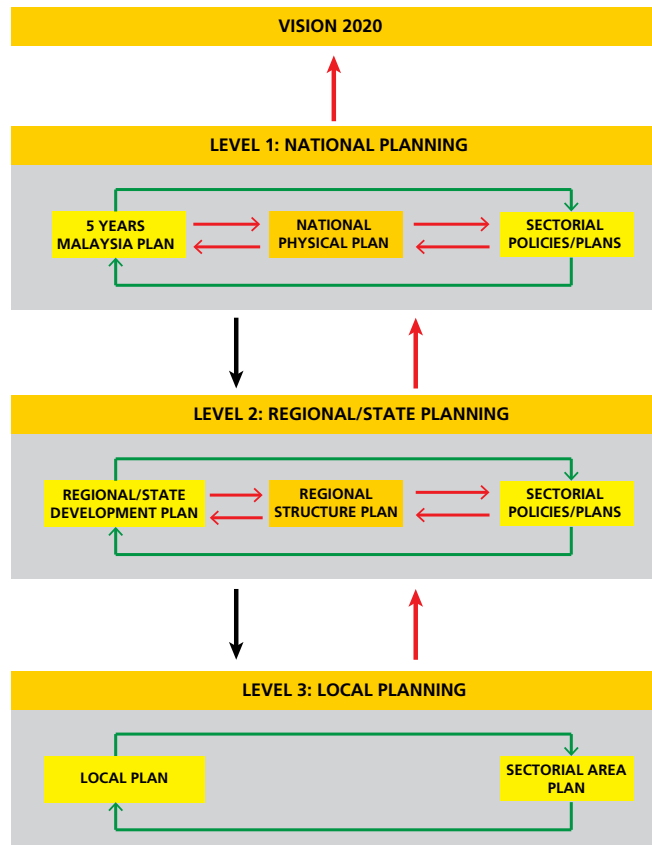 VISION 2020
LEVEL 1: NATIONAL PLANNING
5 YEARS
MALAYSIA PLAN
NATIONAL
PHYSICAL PLAN
SECTORIAL
POLICIES/PLANS
LEVEL 2: REGIONAL/STATE PLANNING
REGIONAL/STATE
DEVELOPMENT PLAN
REGIONAL
STRUCTURE PLAN
SECTORIAL
POLICIES/PLANS
LEVEL 3: LOCAL PLANNING
LOCAL PLAN
SECTORIAL AREA
PLAN